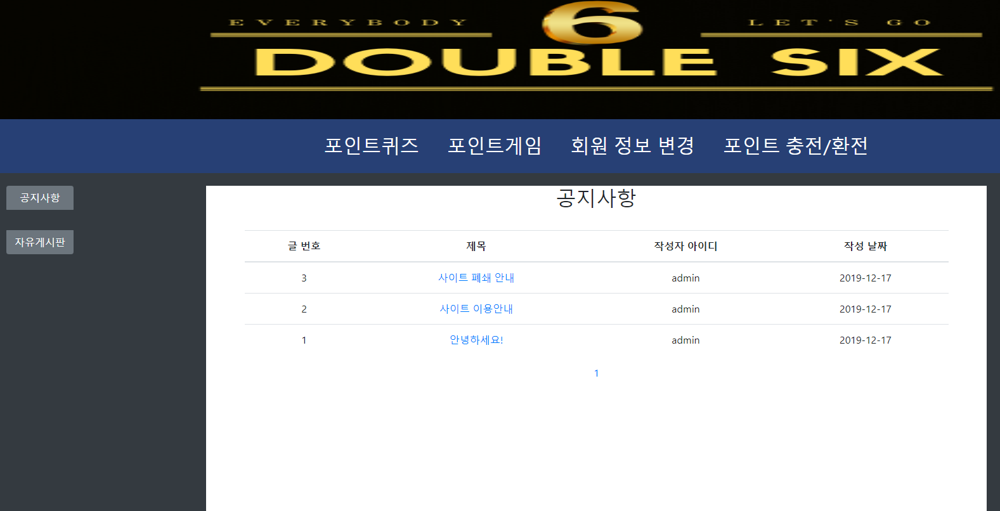 EVERYBODY 6 LET'S GO
DOUBLE SIX
포인트퀴즈 포인트게임 회원 정보 변경 포인트 충전/환전
공지사항
자유게시판
공지사항
글 번호 제목 작성자 아이디 작성 날짜
3 사이트 폐쇄 안내 admin 2019-12-17
2 사이트 이용안내 admin 2019-12-17
1 안녕하세요! admin 2019-12-17
1